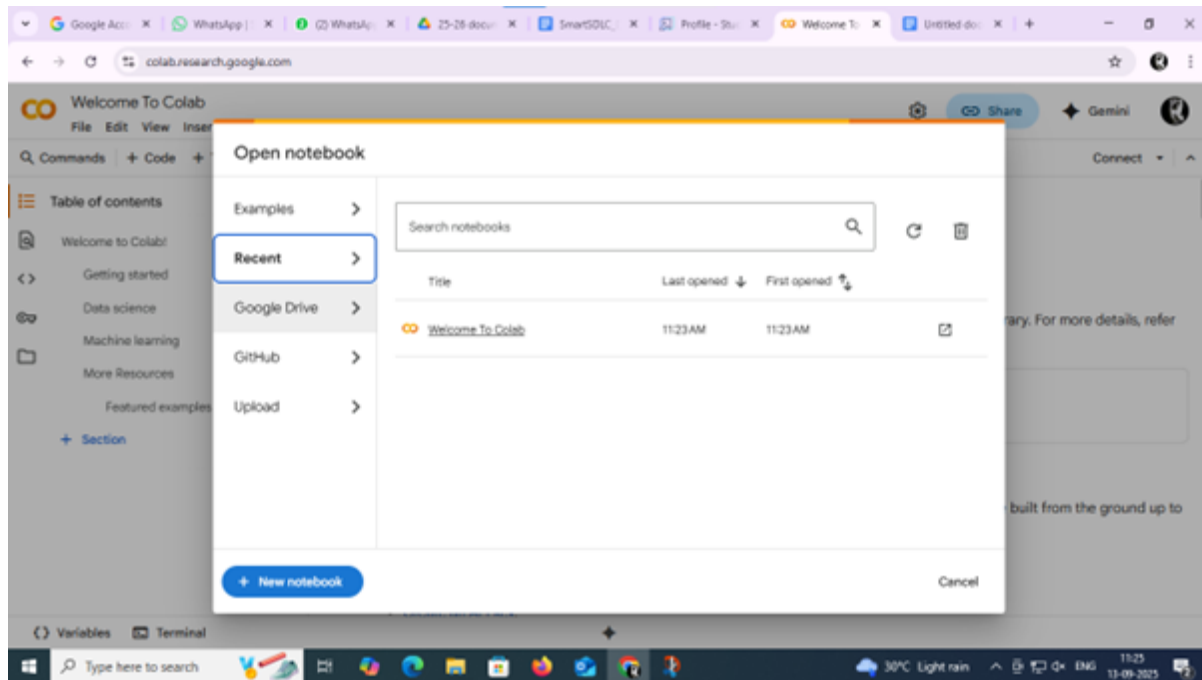 Google Acco
WhatsApp |
(2) WhatsAp
25-26 docur
SmartSDLC_
Profile - Stu
Welcome To
Untitled doc
colab.research.google.com
Welcome To Colab
Share
Gemini
File Edit View Inser
Commands + Code +
Connect
Open notebook
Table of contents
Welcome to Colab!
Getting started
Data science
Machine learning
More Resources
Featured examples
+ Section
Examples
Recent
Google Drive
GitHub
Upload
Search notebooks
Title Last opened First opened
Welcome To Colab 11:23 AM 11:23 AM
rary. For more details, refer
built from the ground up to
+ New notebook
Cancel
Variables Terminal
Type here to search
30°C Light rain
ENG
11:25
13-09-2025